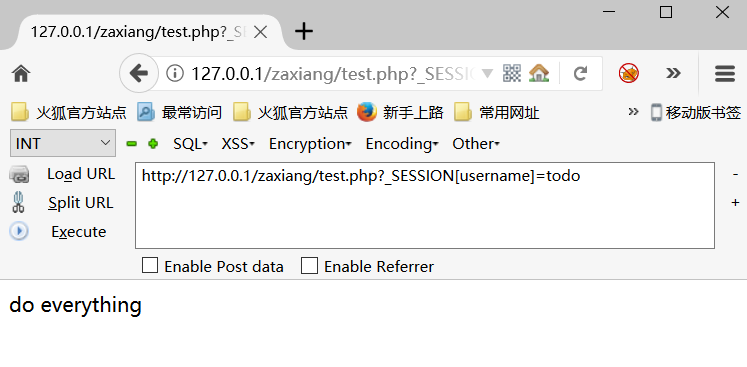 127.0.0.1/zaxiang/test.php?_SE
127.0.0.1/zaxiang/test.php?_SESSI
火狐官方站点 最常访问 火狐官方站点 新手上路 常用网址 移动版书签
INT SQL XSS Encryption Encoding Other
Load URL http://127.0.0.1/zaxiang/test.php?_SESSION[username]=todo -
Split URL +
Execute
Enable Post data Enable Referrer
do everything